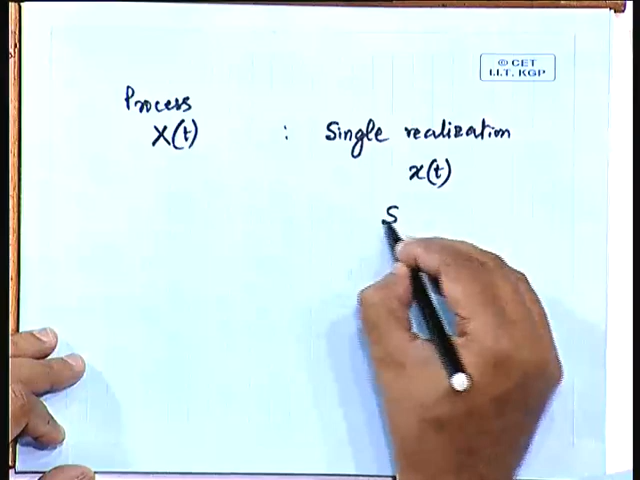 © CET
I.I.T. KGP
Process
X(t) : Single realization
x(t)
S